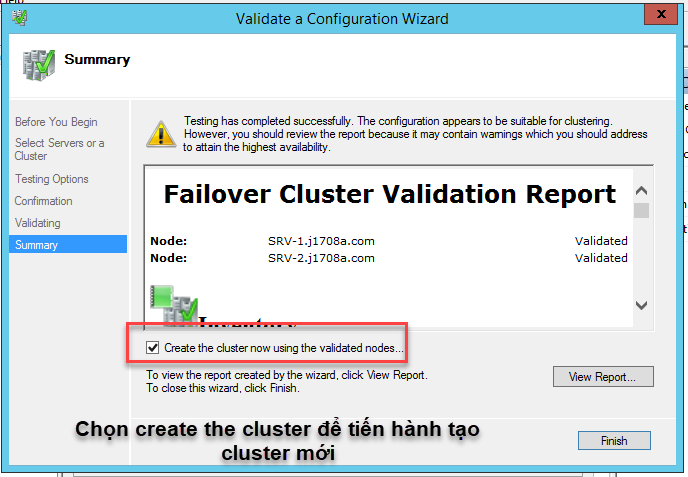 Validate a Configuration Wizard
x
Summary
Before You Begin
Select Servers or a
Cluster
Testing Options
Confirmation
Validating
Summary
Testing has completed successfully. The configuration appears to be suitable for clustering.
However, you should review the report because it may contain warnings which you should address
to attain the highest availability.
Failover Cluster Validation Report
Node: SRV-1.j1708a.com Validated
Node: SRV-2.j1708a.com Validated
Inventory
Create the cluster now using the validated nodes...
To view the report created by the wizard, click View Report.
To close this wizard, click Finish.
View Report...
Chọn create the cluster để tiến hành tạo
cluster mới
Finish